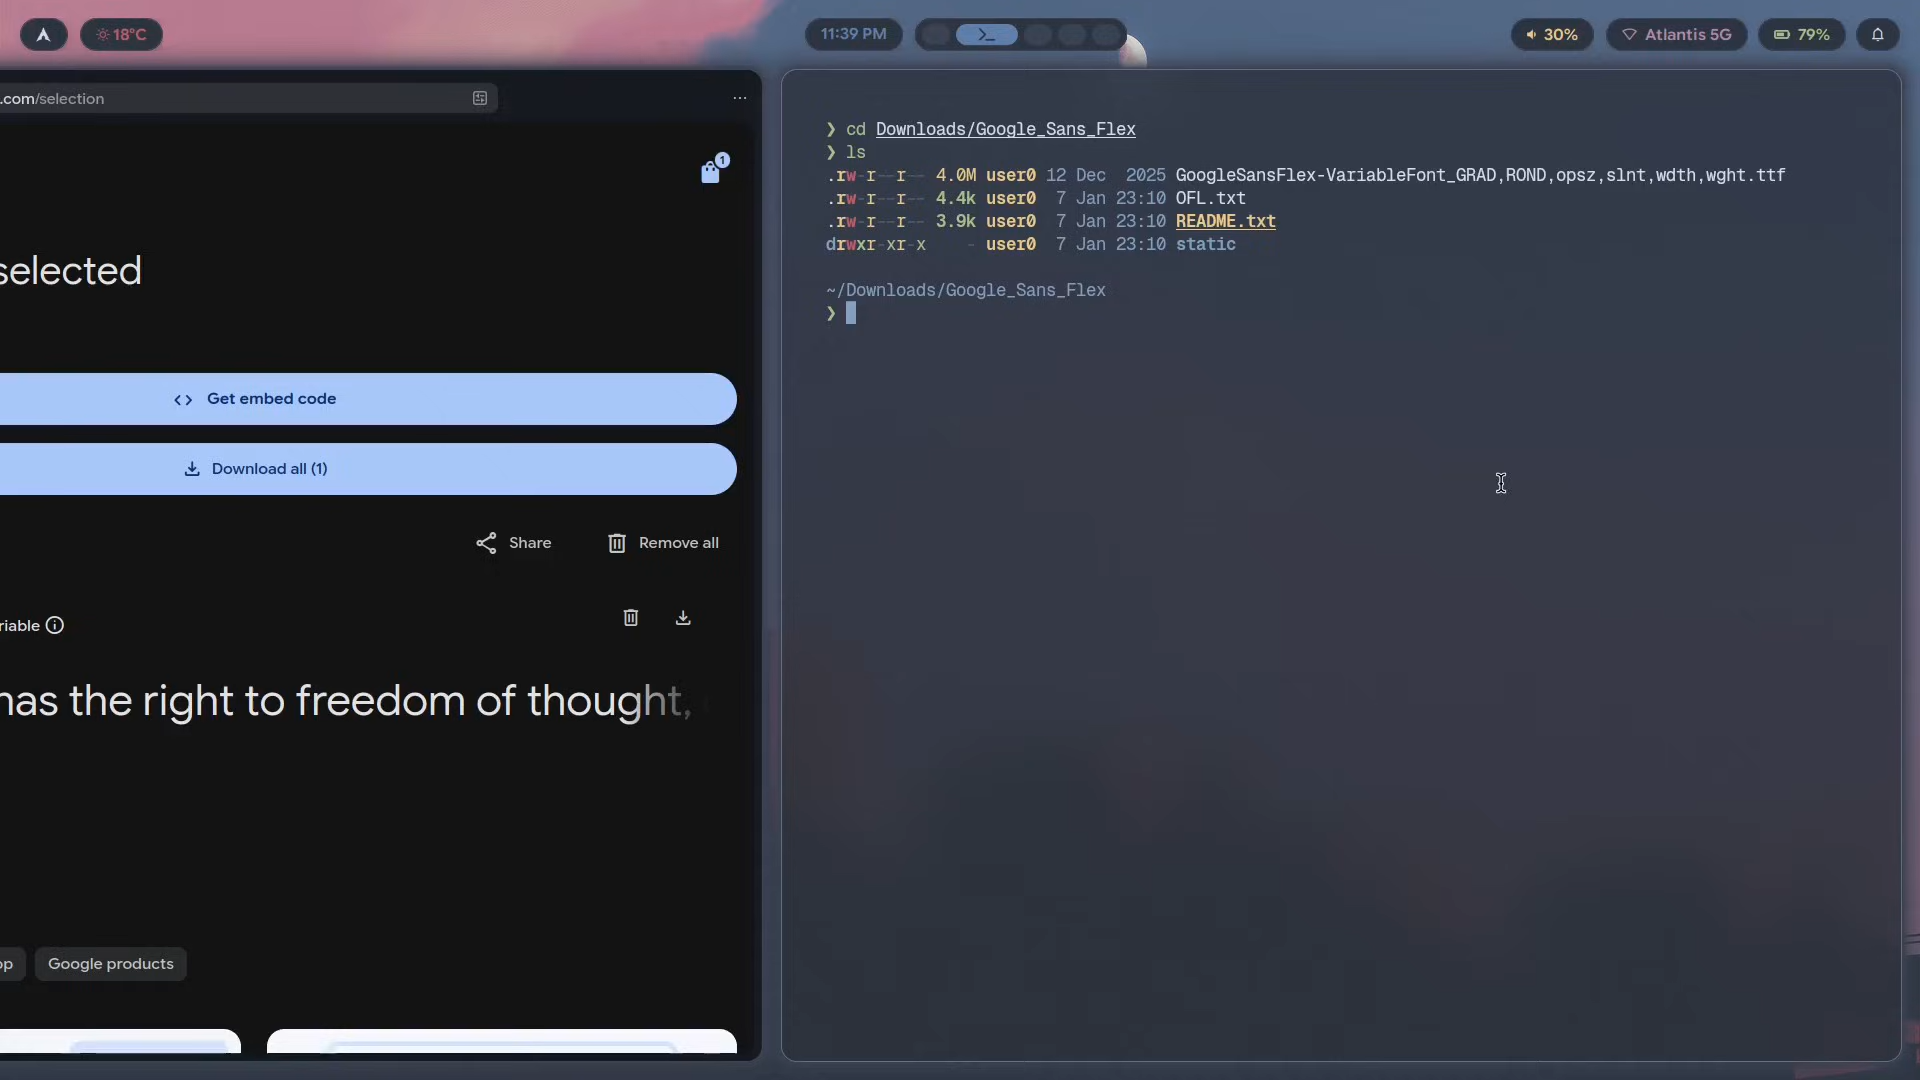 18°C
11:39 PM
30%
Atlantis 5G
79%
.com/selection
1
selected
Get embed code
Download all (1)
Share
Remove all
riable
has the right to freedom of thought,
Google products
❯ cd Downloads/Google_Sans_Flex
❯ ls
.rw-r--r-- 4.0M user0 12 Dec  2025 GoogleSansFlex-VariableFont_GRAD,ROND,opsz,slnt,wdth,wght.ttf
.rw-r--r-- 4.4k user0  7 Jan 23:10 OFL.txt
.rw-r--r-- 3.9k user0  7 Jan 23:10 README.txt
drwxr-xr-x    - user0  7 Jan 23:10 static
~/Downloads/Google_Sans_Flex
❯